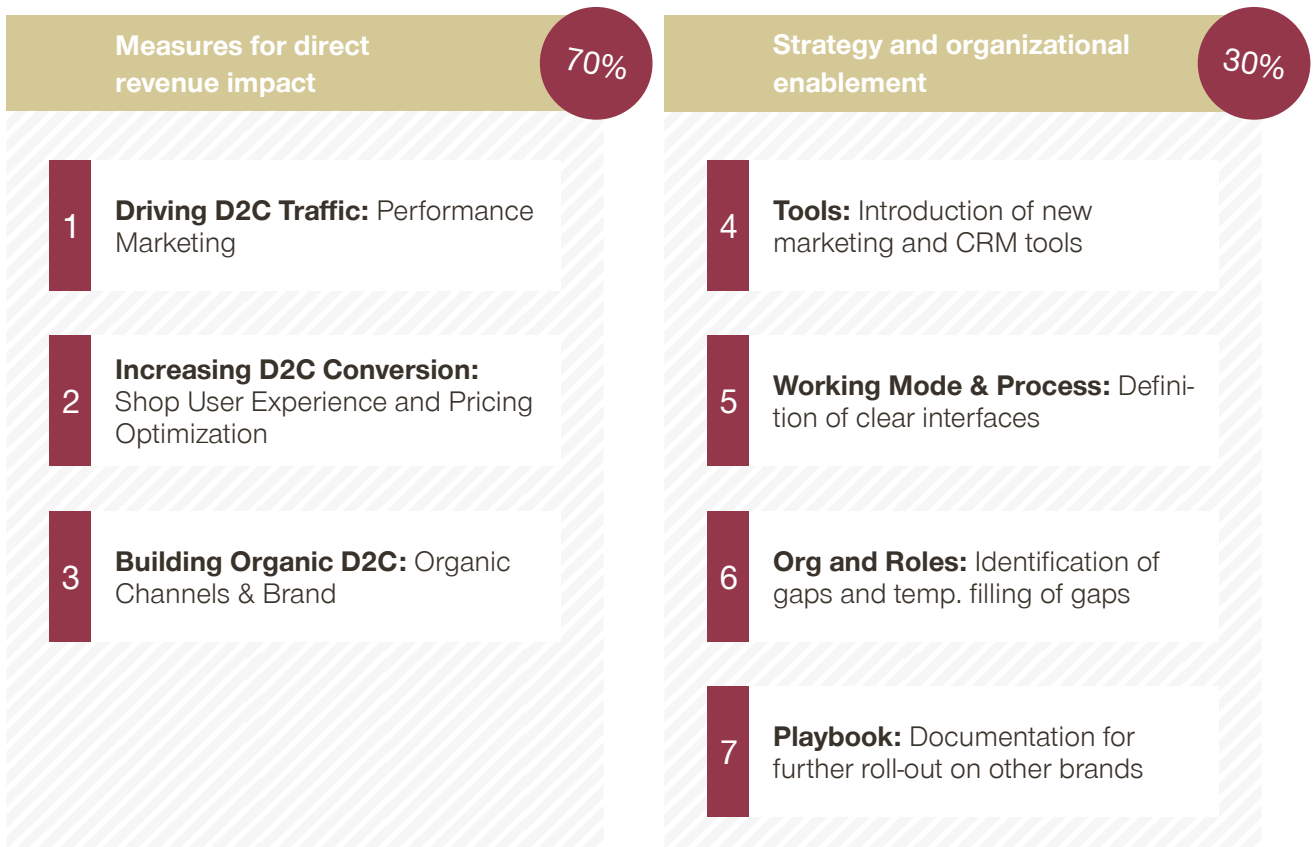 Measures for direct
revenue impact
70%
1
Driving D2C Traffic: Performance
Marketing
2
Increasing D2C Conversion:
Shop User Experience and Pricing
Optimization
3
Building Organic D2C: Organic
Channels & Brand
Strategy and organizational
enablement
30%
4
Tools: Introduction of new
marketing and CRM tools
5
Working Mode & Process: Defini-
tion of clear interfaces
6
Org and Roles: Identification of
gaps and temp. filling of gaps
7
Playbook: Documentation for
further roll-out on other brands